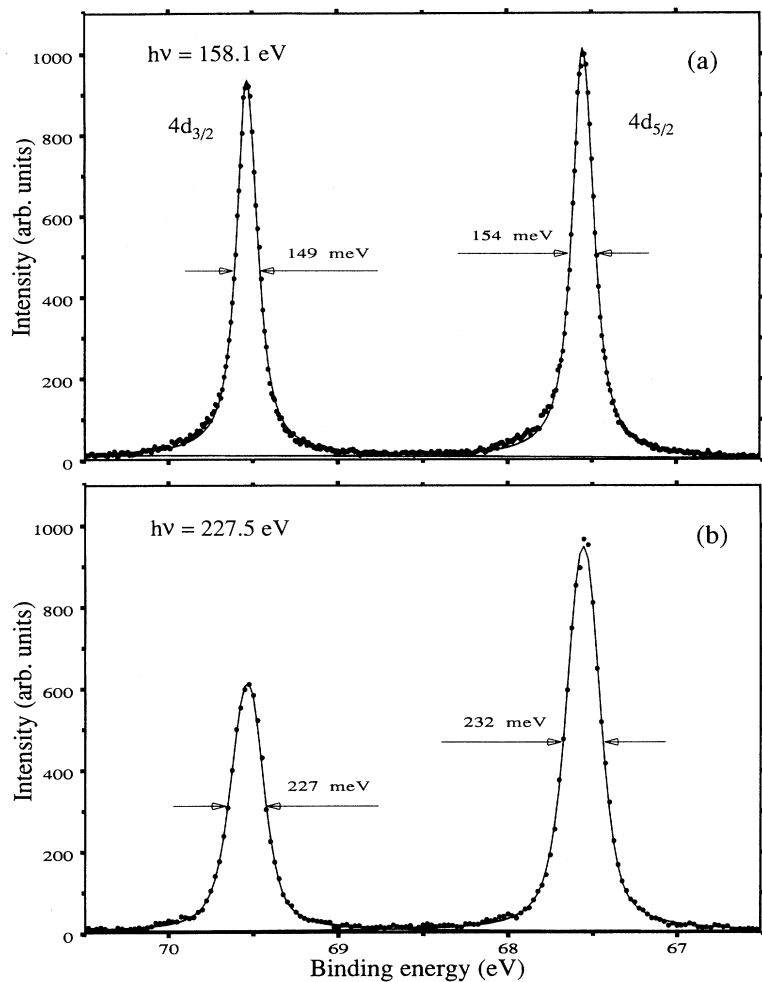 hν = 158.1 eV
(a)
1000
4d3/2
4d5/2
800
600
Intensity (arb. units)
149 meV
154 meV
400
200
0
hν = 227.5 eV
(b)
1000
800
600
Intensity (arb. units)
232 meV
227 meV
400
200
0
70 69 68 67
Binding energy (eV)